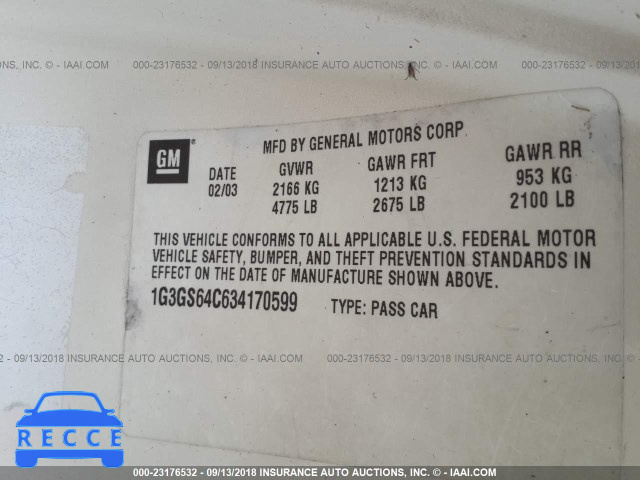 AUCTIONS, INC. - © IAAI.COM
000-23176532 - 09/13/2018 INSURANCE AUTO AUCTIONS, INC. - © IAAI.COM
000-23176532 - 09/13/2018
GM
®
MFD BY GENERAL MOTORS CORP
DATE GVWR GAWR FRT GAWR RR
02/03 2166 KG 1213 KG 953 KG
4775 LB 2675 LB 2100 LB
THIS VEHICLE CONFORMS TO ALL APPLICABLE U.S. FEDERAL MOTOR
VEHICLE SAFETY, BUMPER, AND THEFT PREVENTION STANDARDS IN
EFFECT ON THE DATE OF MANUFACTURE SHOWN ABOVE.
1G3GS64C634170599 TYPE: PASS CAR
- 09/13/2018 INSURANCE AUTO AUCTIONS, INC. - © IAAI.COM
000-23176532 - 09/13/2018 INSURANCE AUTO AUCTIONS, INC. - © IAAI.COM
RECCE
000-23176532 - 09/13/2018 INSURANCE AUTO AUCTIONS, INC. - © IAAI.COM